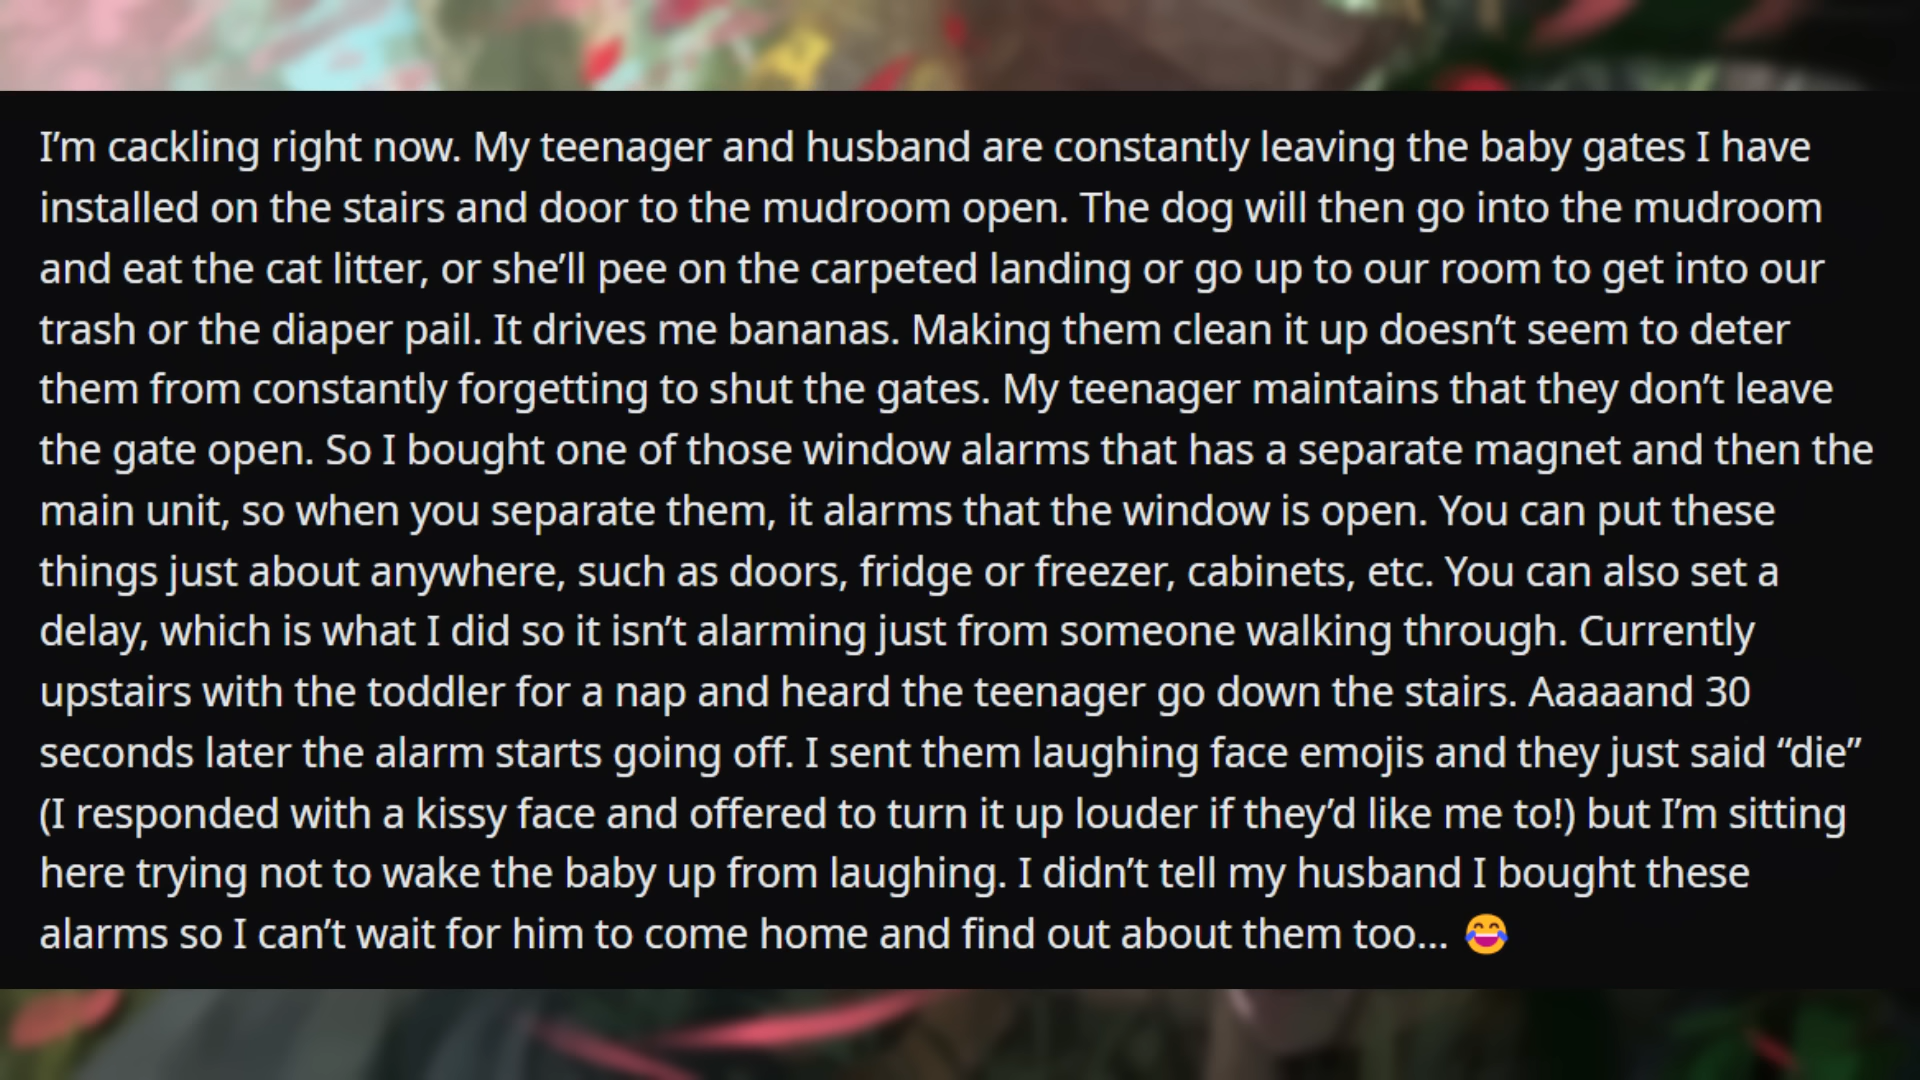 I’m cackling right now. My teenager and husband are constantly leaving the baby gates I have
installed on the stairs and door to the mudroom open. The dog will then go into the mudroom
and eat the cat litter, or she’ll pee on the carpeted landing or go up to our room to get into our
trash or the diaper pail. It drives me bananas. Making them clean it up doesn’t seem to deter
them from constantly forgetting to shut the gates. My teenager maintains that they don’t leave
the gate open. So I bought one of those window alarms that has a separate magnet and then the
main unit, so when you separate them, it alarms that the window is open. You can put these
things just about anywhere, such as doors, fridge or freezer, cabinets, etc. You can also set a
delay, which is what I did so it isn’t alarming just from someone walking through. Currently
upstairs with the toddler for a nap and heard the teenager go down the stairs. Aaaaand 30
seconds later the alarm starts going off. I sent them laughing face emojis and they just said “die”
(I responded with a kissy face and offered to turn it up louder if they’d like me to!) but I’m sitting
here trying not to wake the baby up from laughing. I didn’t tell my husband I bought these
alarms so I can’t wait for him to come home and find out about them too... 😂